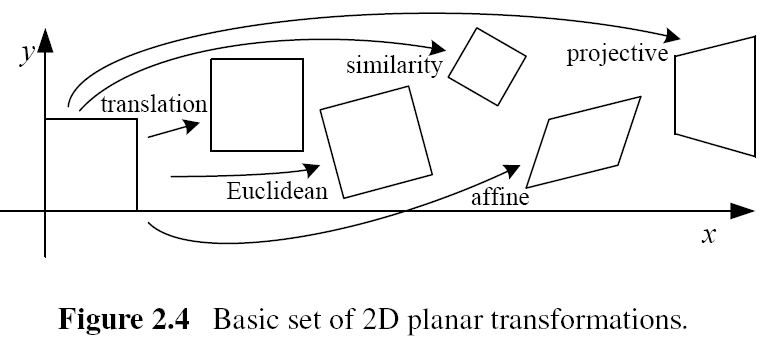 y
similarity
projective
translation
Euclidean
affine
x
Figure 2.4 Basic set of 2D planar transformations.